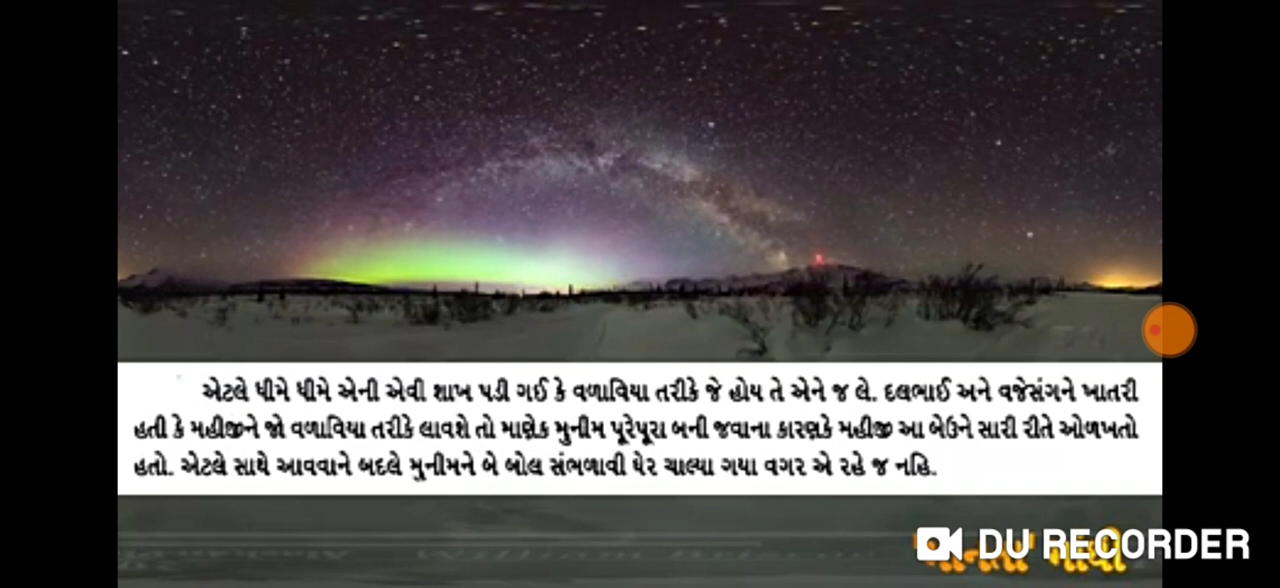 એટલે ધીમે ધીમે એની એવી શાખ પડી ગઈ કે વળાવિયા તરીકે જે હોય તે એને જ લે. દલભાઈ અને વજેસંગને ખાતરી
હતી કે મહીજીને જો વળાવિયા તરીકે લાવશે તો માણેક મુનીમ પૂરેપૂરા બની જવાના કારણકે મહીજી આ બેઉને સારી રીતે ઓળખતો
હતો. એટલે સાથે આવવાને બદલે મુનીમને બે બોલ સંભળાવી ઘેર ચાલ્યા ગયા વગર એ રહે જ નહિ.
DU RECORDER